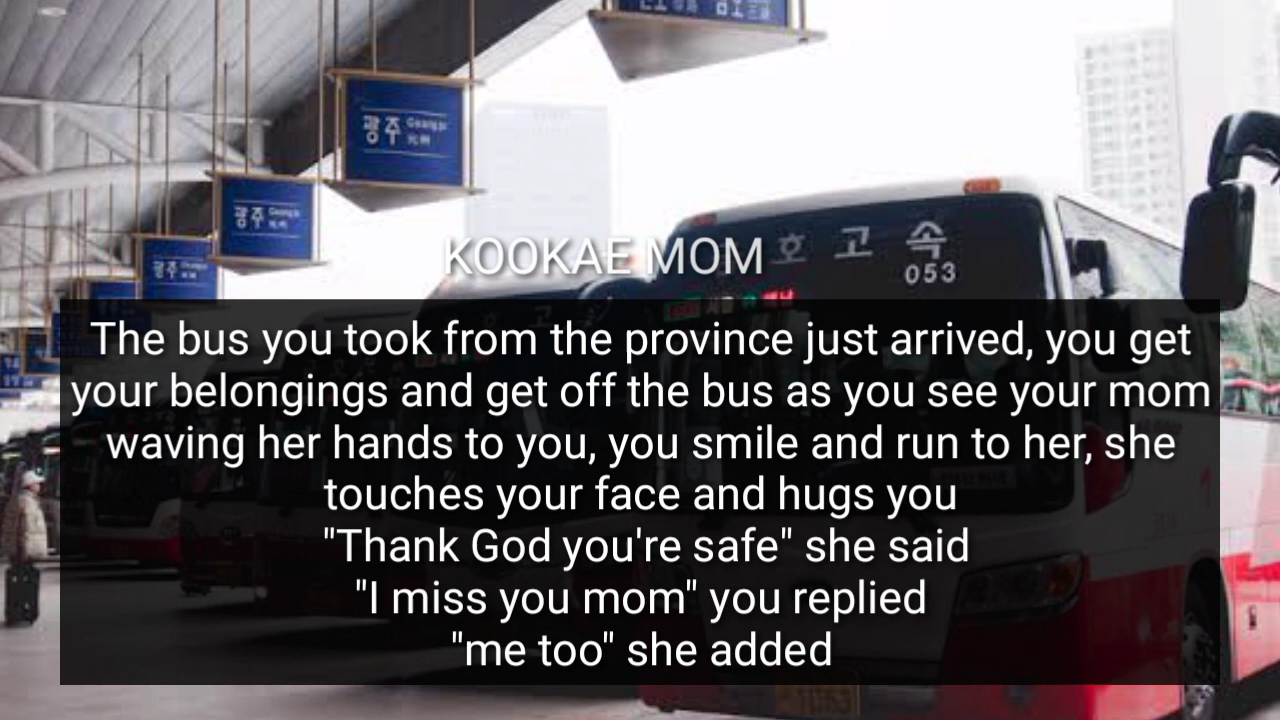 광주 Gwangju
광주
광주
호 고 속
053
KOOKAE MOM
The bus you took from the province just arrived, you get
your belongings and get off the bus as you see your mom
waving her hands to you, you smile and run to her, she
touches your face and hugs you
"Thank God you're safe" she said
"I miss you mom" you replied
"me too" she added